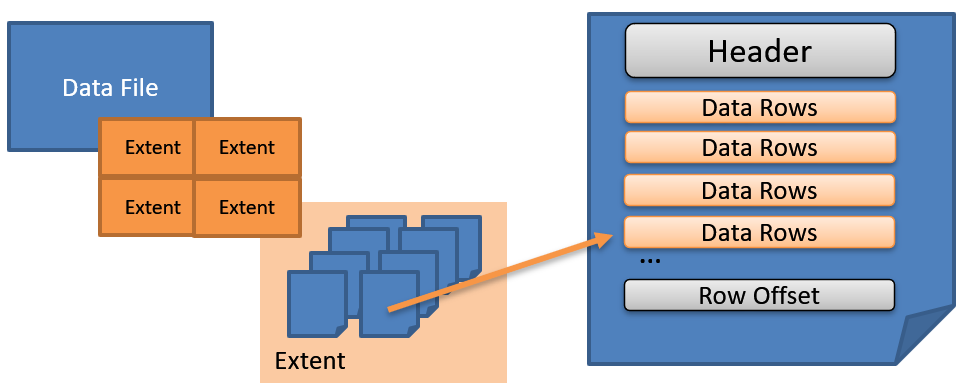 Data File
Extent Extent
Extent Extent
Extent
Header
Data Rows
Data Rows
Data Rows
Data Rows
...
Row Offset